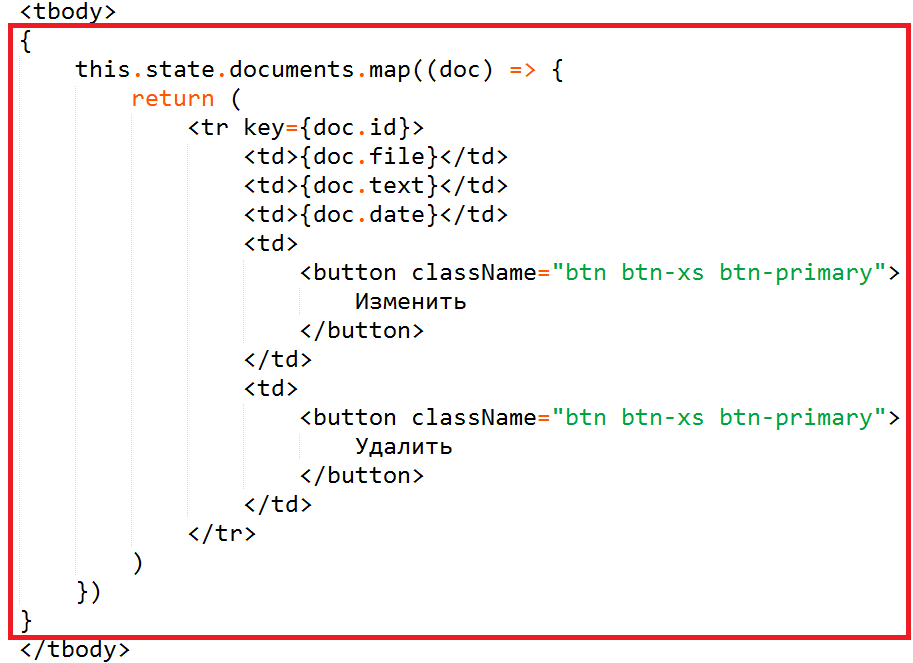 <tbody>
{
    this.state.documents.map((doc) => {
        return (
            <tr key={doc.id}>
                <td>{doc.file}</td>
                <td>{doc.text}</td>
                <td>{doc.date}</td>
                <td>
                    <button className="btn btn-xs btn-primary">
                        Изменить
                    </button>
                </td>
                <td>
                    <button className="btn btn-xs btn-primary">
                        Удалить
                    </button>
                </td>
            </tr>
        )
    })
}
</tbody>